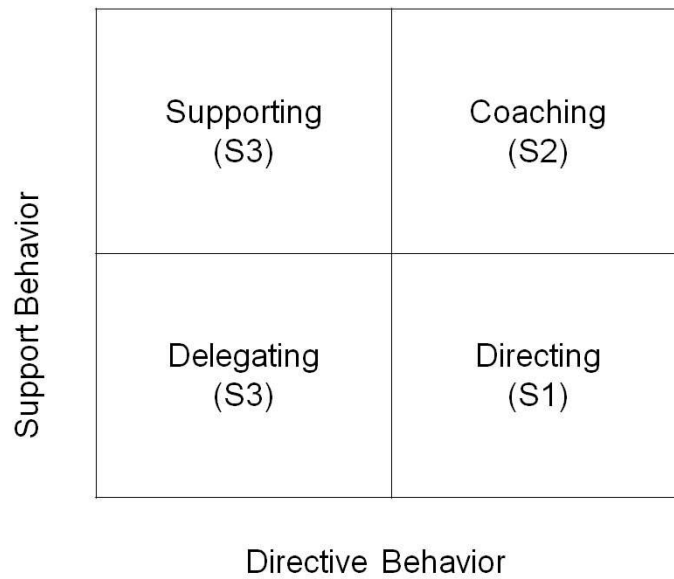 Supporting
(S3)
Coaching
(S2)
Support Behavior
Delegating
(S3)
Directing
(S1)
Directive Behavior